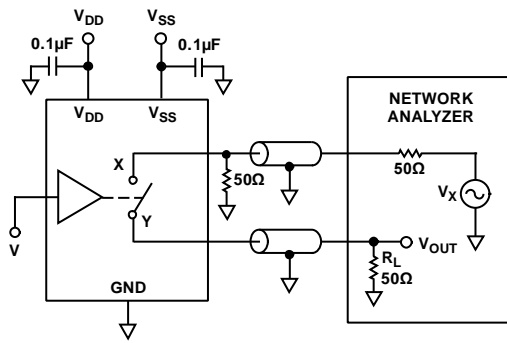 VDD
VSS
0.1µF
0.1µF
VDD
VSS
NETWORK
ANALYZER
X
50Ω
50Ω
VX
Y
V
VOUT
RL
50Ω
GND